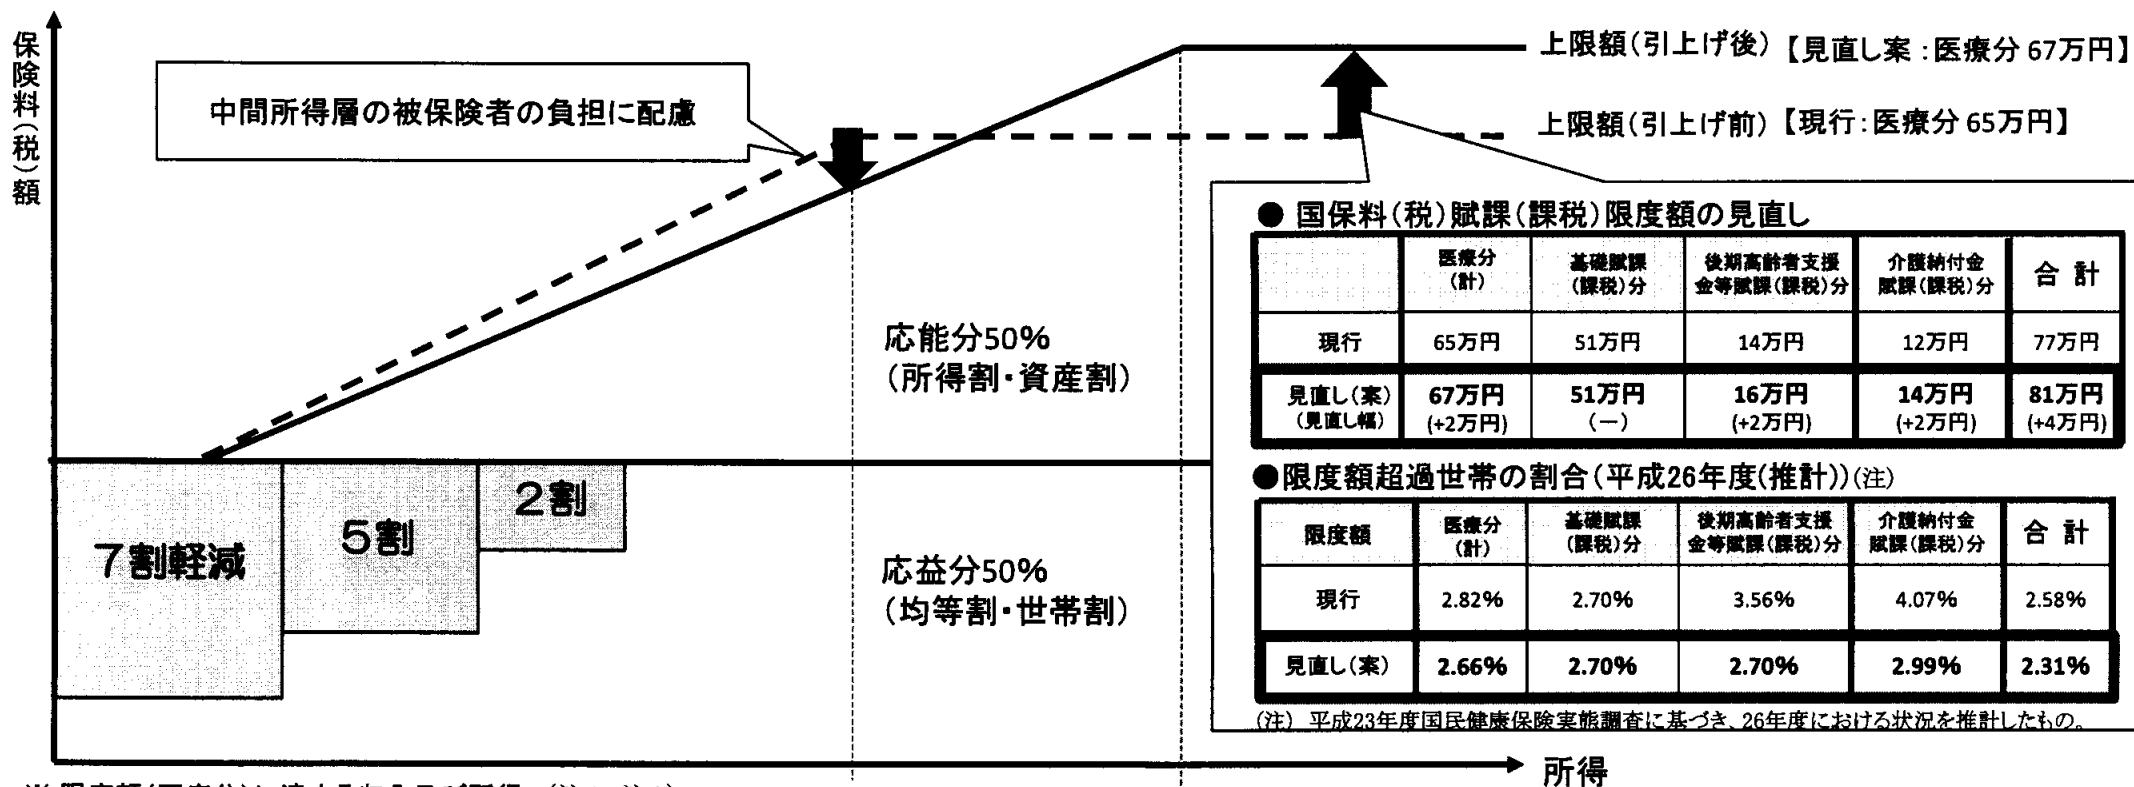 保険料(税)額
上限額(引上げ後)【見直し案:医療分 67万円】
中間所得層の被保険者の負担に配慮
上限額(引上げ前)【現行:医療分 65万円】
● 国保料(税)賦課(課税)限度額の見直し
医療分(計) 基礎賦課(課税)分 後期高齢者支援金等賦課(課税)分 介護納付金賦課(課税)分 合 計
現行 65万円 51万円 14万円 12万円 77万円
見直し(案) 67万円 51万円 16万円 14万円 81万円
(見直し幅) (+2万円) (-) (+2万円) (+2万円) (+4万円)
応能分50%
(所得割・資産割)
●限度額超過世帯の割合(平成26年度(推計))(注)
限度額 医療分(計) 基礎賦課(課税)分 後期高齢者支援金等賦課(課税)分 介護納付金賦課(課税)分 合 計
現行 2.82% 2.70% 3.56% 4.07% 2.58%
見直し(案) 2.66% 2.70% 2.70% 2.99% 2.31%
(注) 平成23年度国民健康保険実態調査に基づき、26年度における状況を推計したもの。
7割軽減
5割
2割
応益分50%
(均等割・世帯割)
所得